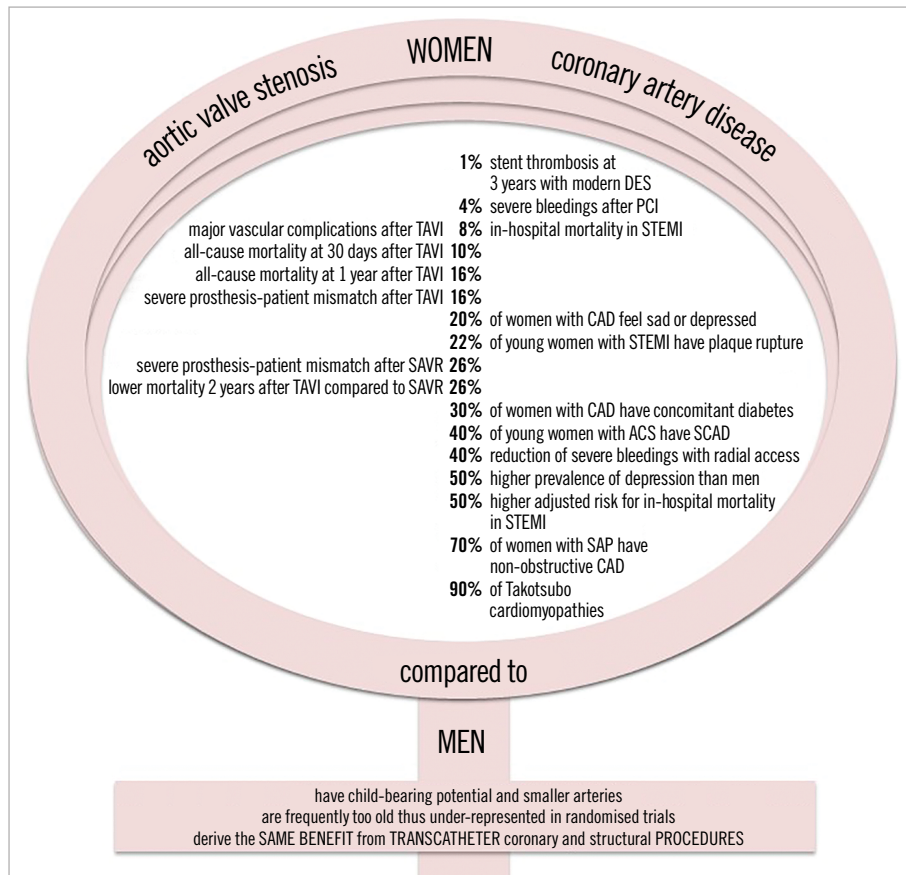 WOMEN
aortic valve stenosis
coronary artery disease
1% stent thrombosis at
3 years with modern DES
4% severe bleedings after PCI
major vascular complications after TAVI 8% in-hospital mortality in STEMI
all-cause mortality at 30 days after TAVI 10%
all-cause mortality at 1 year after TAVI 16%
severe prosthesis-patient mismatch after TAVI 16%
20% of women with CAD feel sad or depressed
22% of young women with STEMI have plaque rupture
severe prosthesis-patient mismatch after SAVR 26%
lower mortality 2 years after TAVI compared to SAVR 26%
30% of women with CAD have concomitant diabetes
40% of young women with ACS have SCAD
40% reduction of severe bleedings with radial access
50% higher prevalence of depression than men
50% higher adjusted risk for in-hospital mortality
in STEMI
70% of women with SAP have
non-obstructive CAD
90% of Takotsubo
cardiomyopathies
compared to
MEN
have child-bearing potential and smaller arteries
are frequently too old thus under-represented in randomised trials
derive the SAME BENEFIT from TRANSCATHETER coronary and structural PROCEDURES